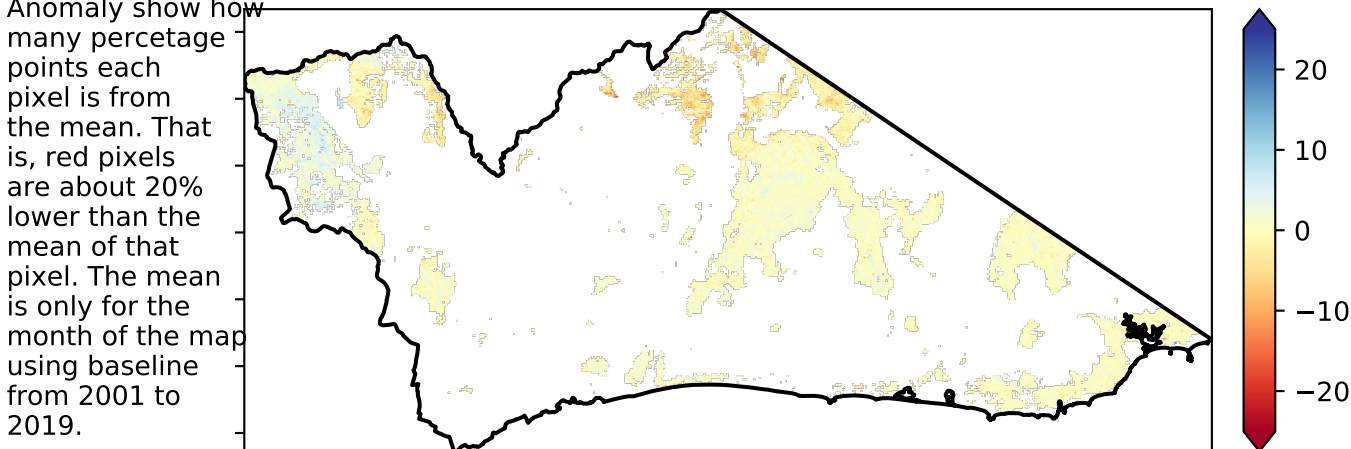 Anomaly show how
many percetage
points each
pixel is from
the mean. That
is, red pixels
are about 20%
lower than the
mean of that
pixel. The mean
is only for the
month of the map
using baseline
from 2001 to
2019.
20
10
0
−10
−20